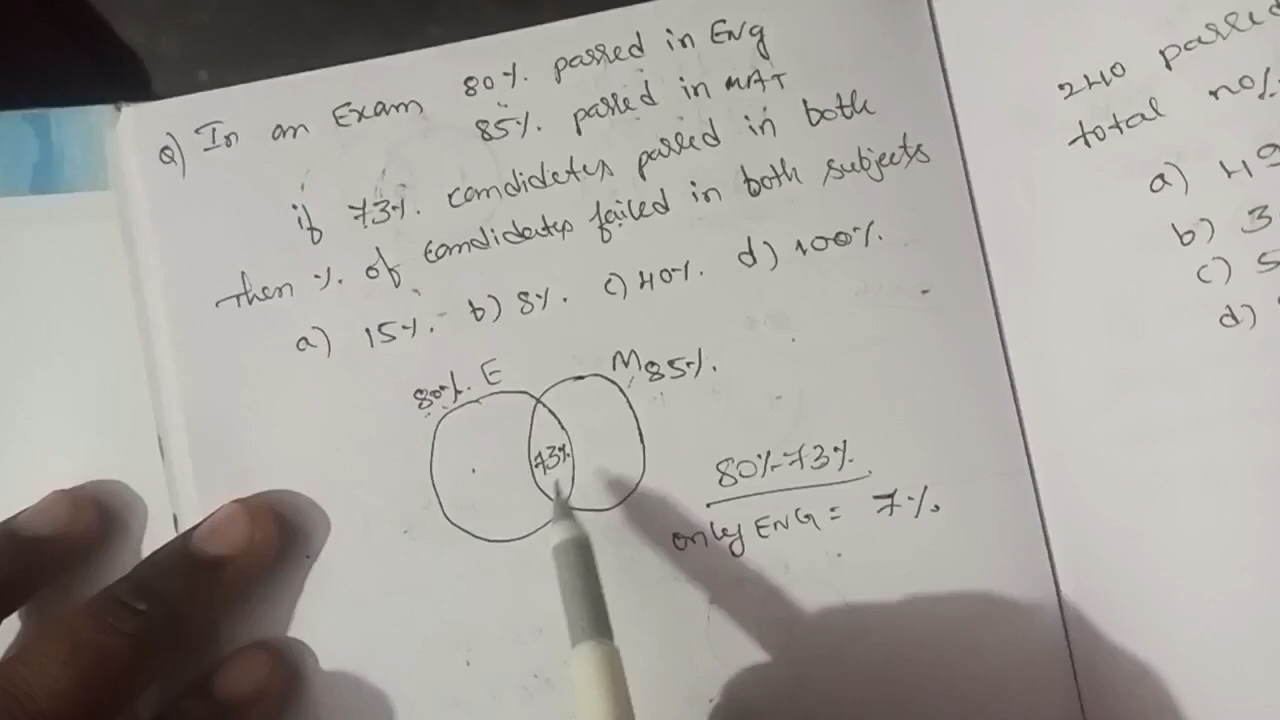 Q) In an Exam 80%. passed in ENg
85%. passed in MAT
if 73%. candidates passed in both
then %. of candidates failed in both subjects
a) 15%. b) 8%. c) 40%. d) 100%.
80%. E
M 85%.
73%
80%-73%
only ENG = 7%.
240 passed
total no/.
a) 49
b) 3
c) 5
d)